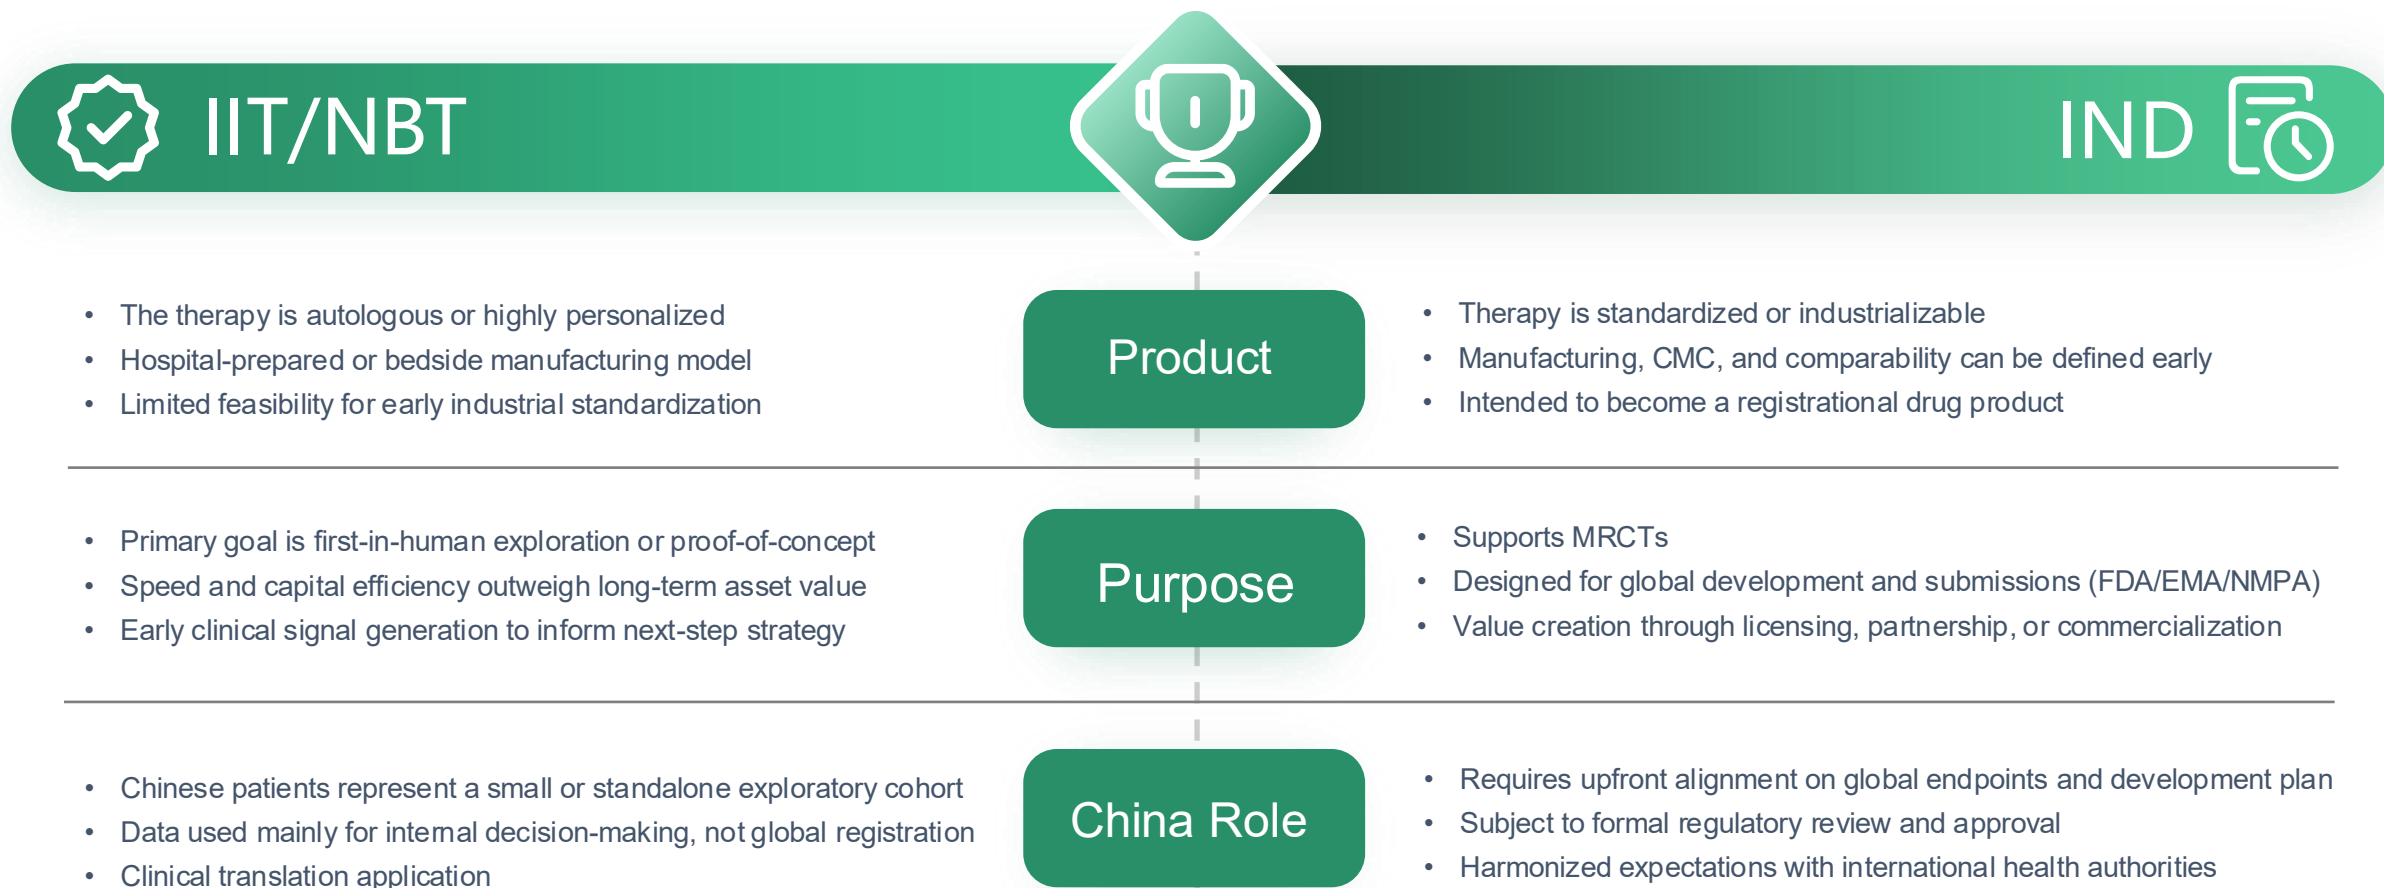 IIT/NBT
IND
Product
• The therapy is autologous or highly personalized
• Hospital-prepared or bedside manufacturing model
• Limited feasibility for early industrial standardization
• Therapy is standardized or industrializable
• Manufacturing, CMC, and comparability can be defined early
• Intended to become a registrational drug product
Purpose
• Primary goal is first-in-human exploration or proof-of-concept
• Speed and capital efficiency outweigh long-term asset value
• Early clinical signal generation to inform next-step strategy
• Supports MRCTs
• Designed for global development and submissions (FDA/EMA/NMPA)
• Value creation through licensing, partnership, or commercialization
China Role
• Chinese patients represent a small or standalone exploratory cohort
• Data used mainly for internal decision-making, not global registration
• Clinical translation application
• Requires upfront alignment on global endpoints and development plan
• Subject to formal regulatory review and approval
• Harmonized expectations with international health authorities